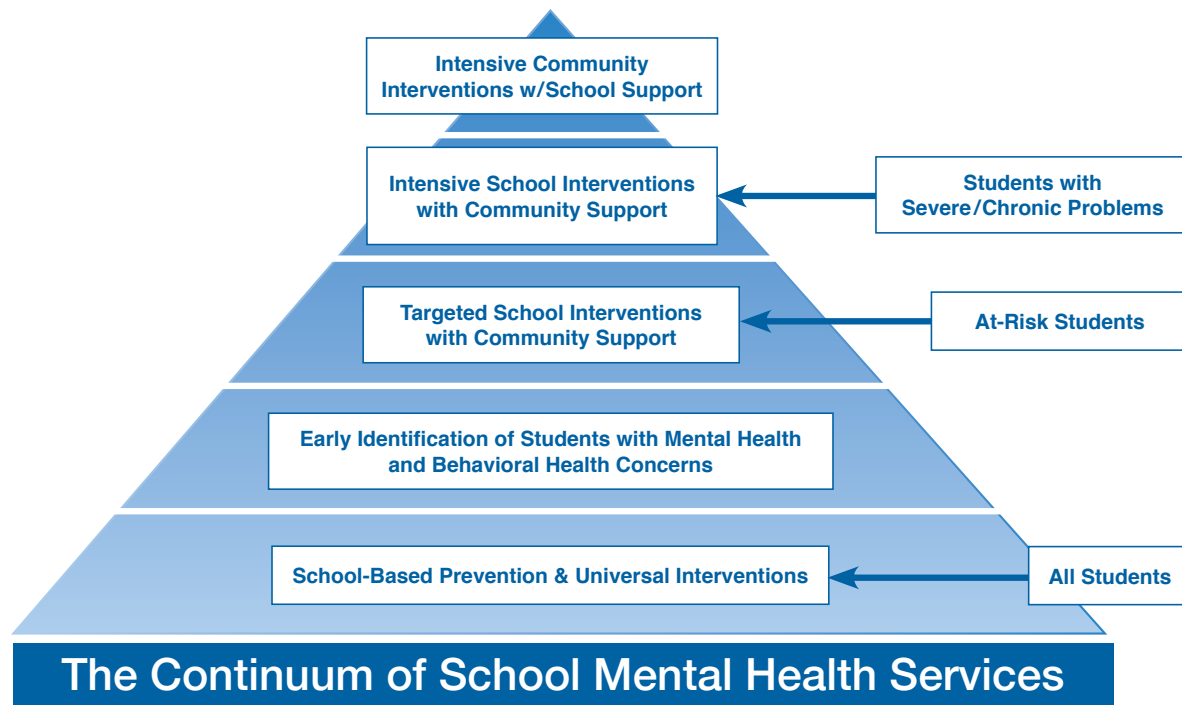 Intensive Community
Interventions w/School Support
Intensive School Interventions
with Community Support
Students with
Severe/Chronic Problems
Targeted School Interventions
with Community Support
At-Risk Students
Early Identification of Students with Mental Health
and Behavioral Health Concerns
School-Based Prevention & Universal Interventions
All Students
The Continuum of School Mental Health Services